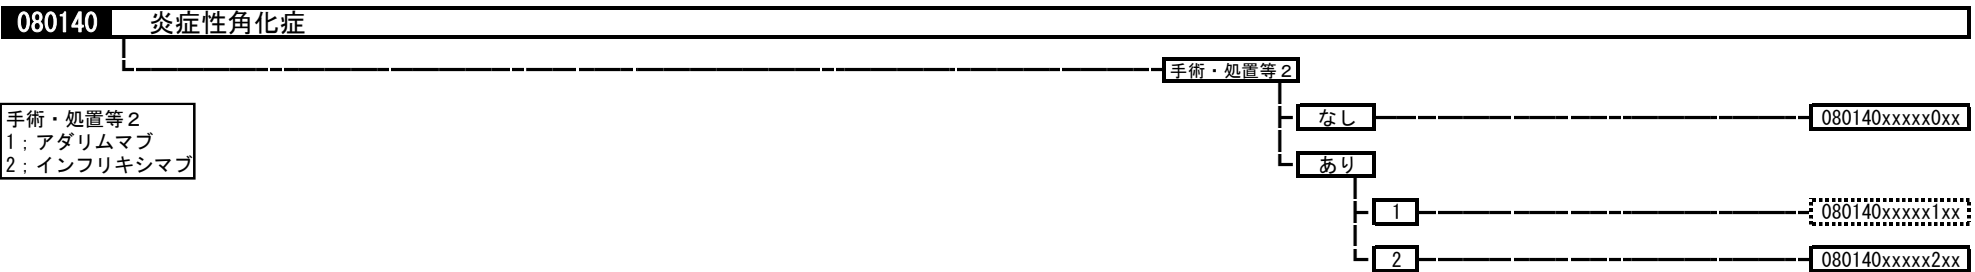 080140 炎症性角化症
手術・処置等２
手術・処置等２
1；アダリムマブ
2；インフリキシマブ
なし 080140xxxxx0xx
あり
1 080140xxxxx1xx
2 080140xxxxx2xx